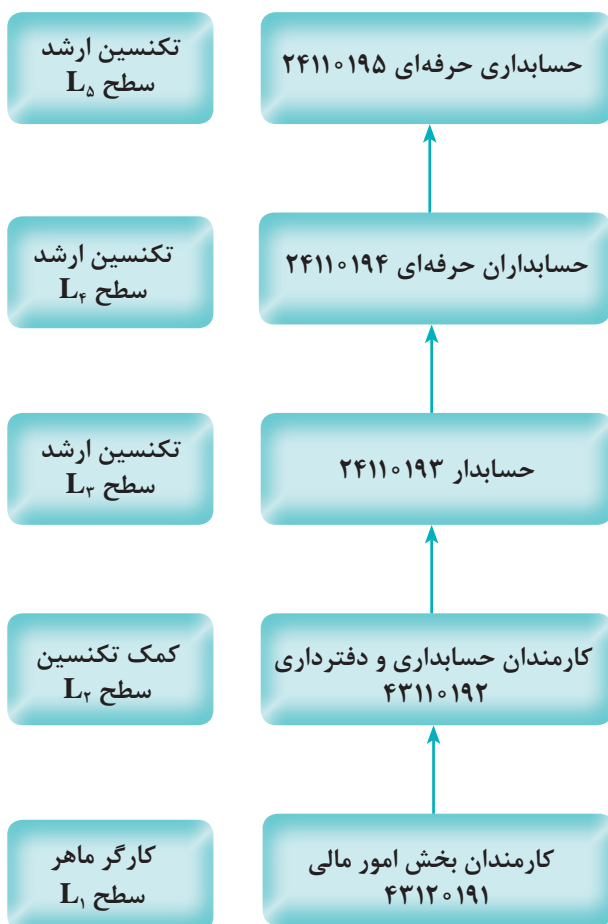 حسابداری حرفه‌ای ۲۴۱۱۰۱۹۵
تکنسین ارشد
سطح L۵
حسابداران حرفه‌ای ۲۴۱۱۰۱۹۴
تکنسین ارشد
سطح L۴
حسابدار ۲۴۱۱۰۱۹۳
تکنسین ارشد
سطح L۳
کارمندان حسابداری و دفترداری
۴۳۱۱۰۱۹۲
کمک تکنسین
سطح L۲
کارمندان بخش امور مالی
۴۳۱۲۰۱۹۱
کارگر ماهر
سطح L۱